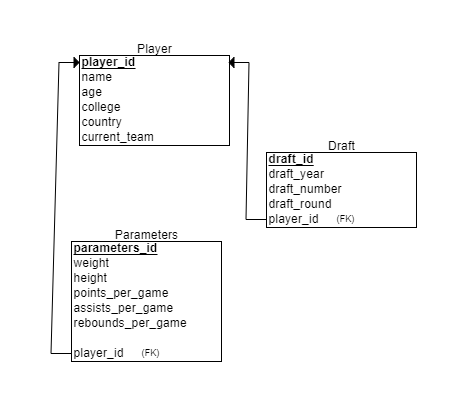 Player
player_id
name
age
college
country
current_team
Draft
draft_id
draft_year
draft_number
draft_round
player_id (FK)
Parameters
parameters_id
weight
height
points_per_game
assists_per_game
rebounds_per_game
player_id (FK)